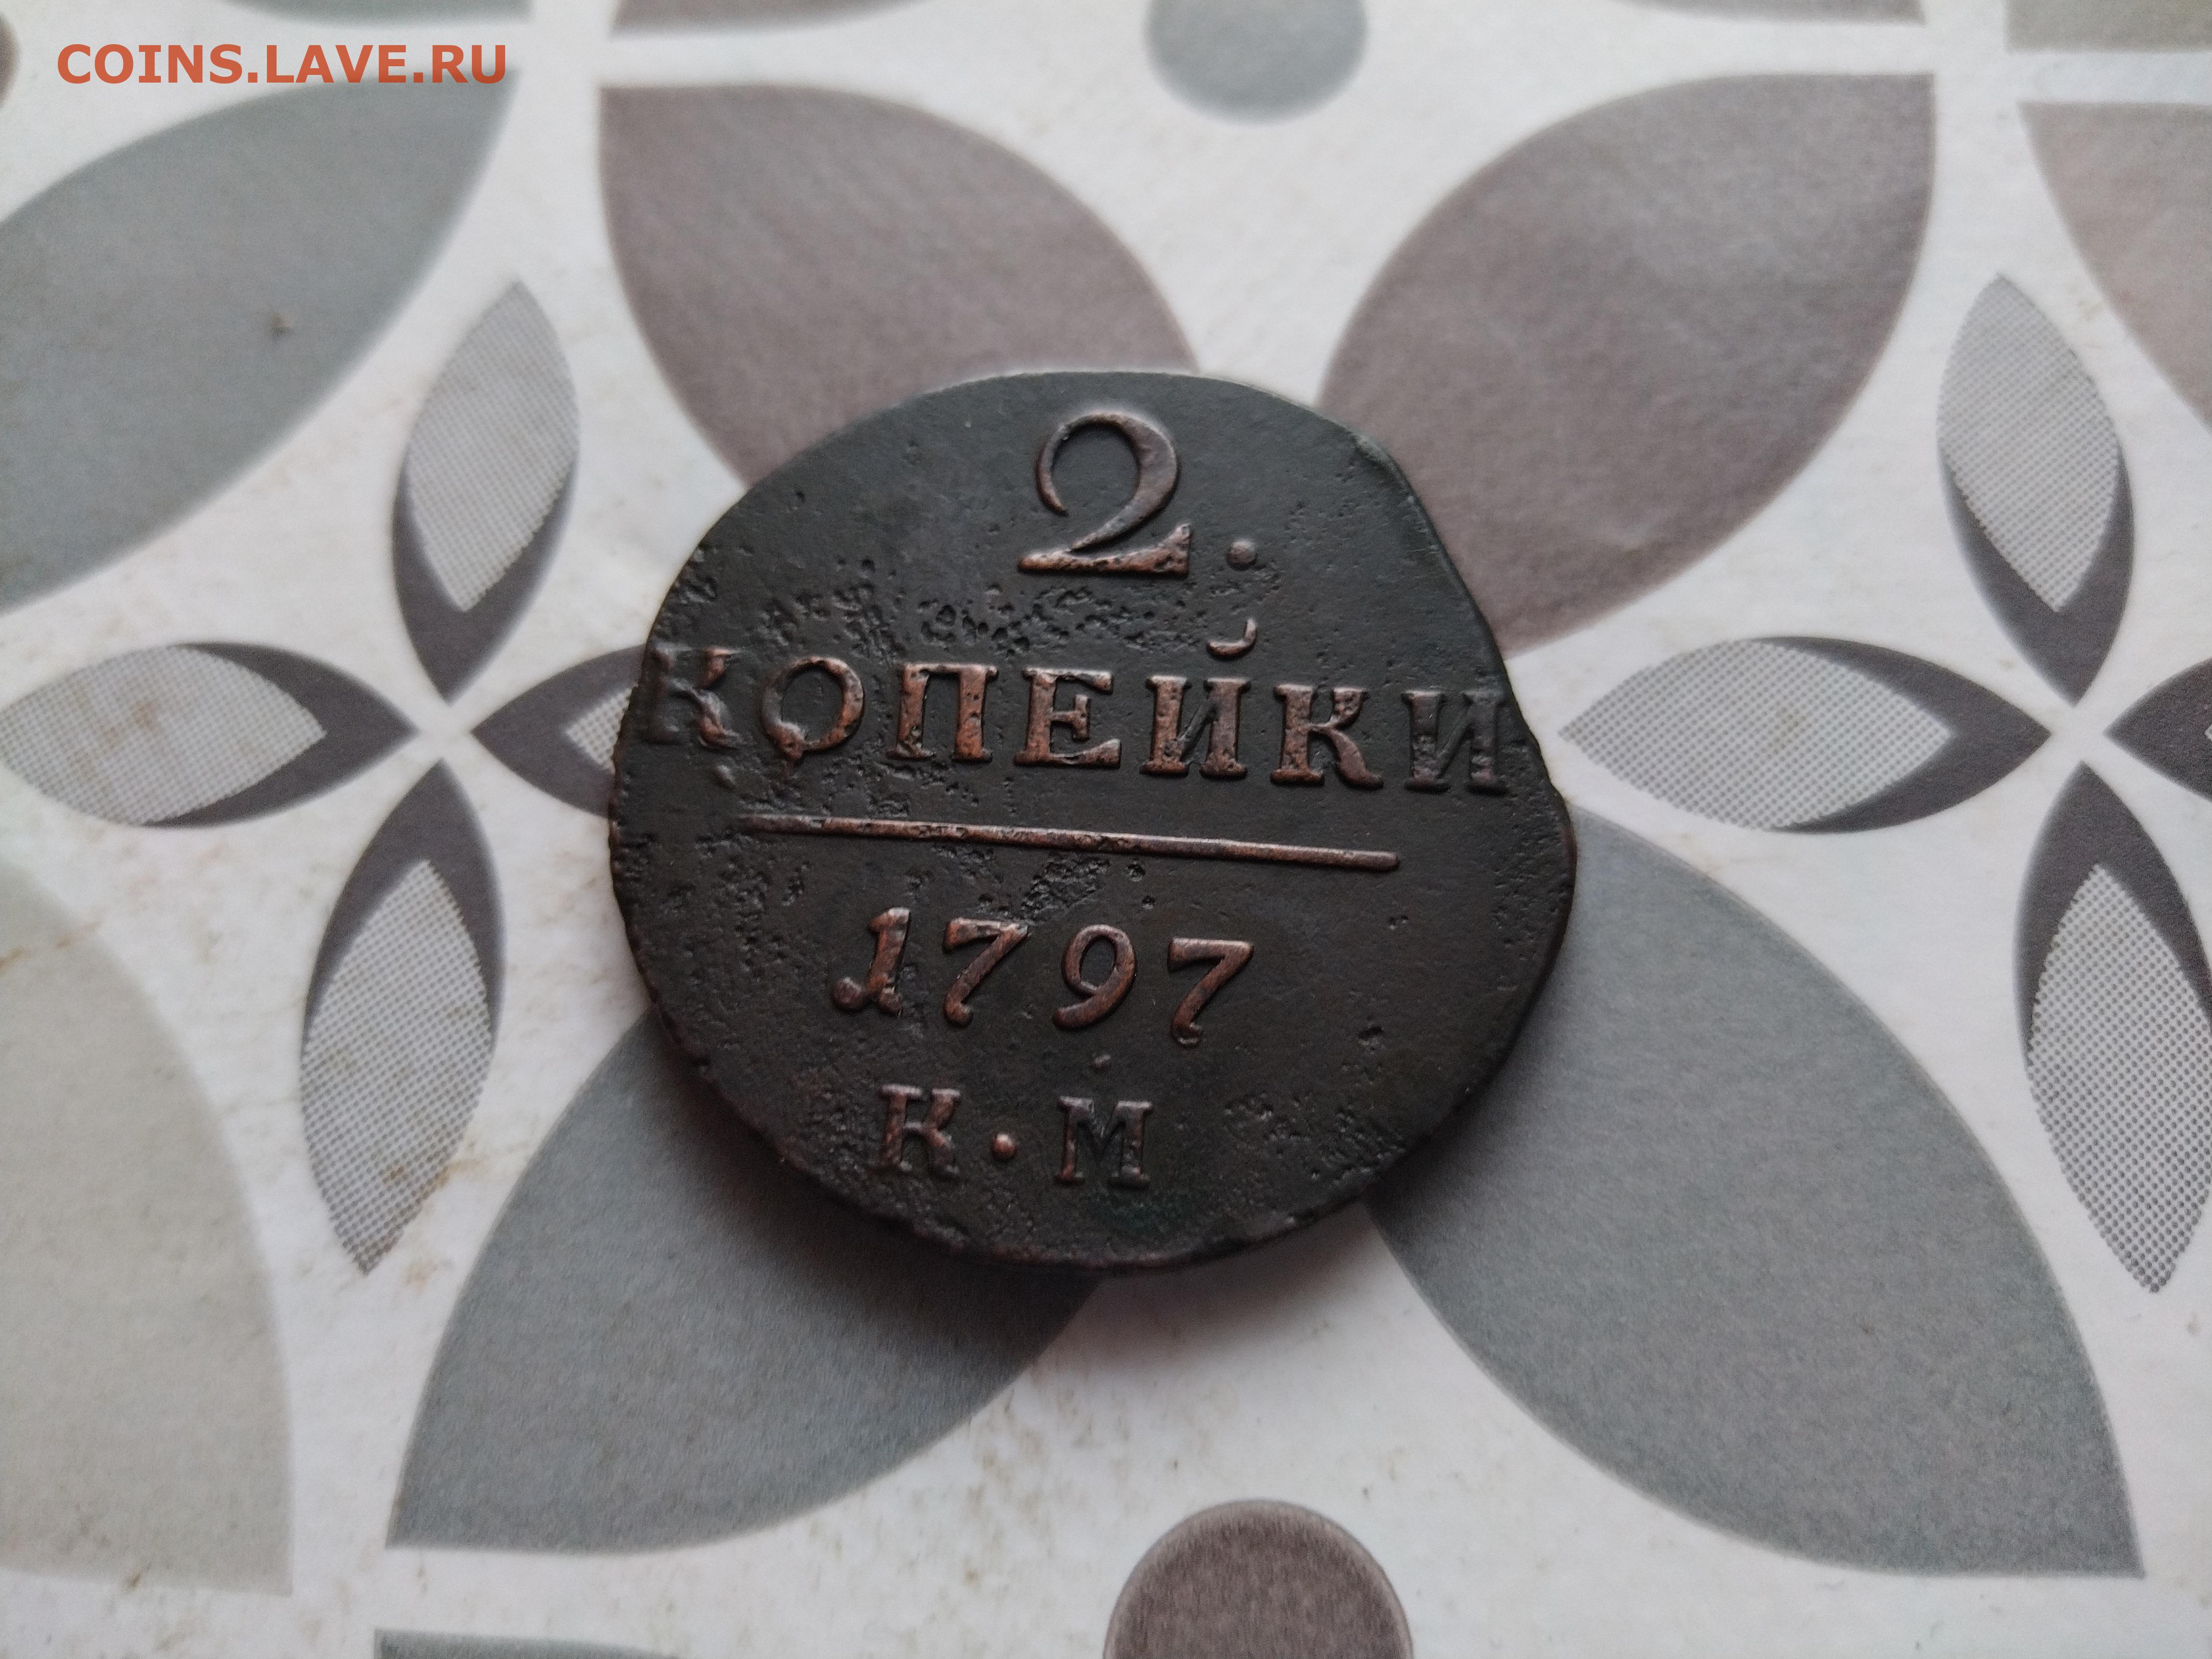 COINS.LAVE.RU
2.
КОПЕЙКИ
1797
К·М